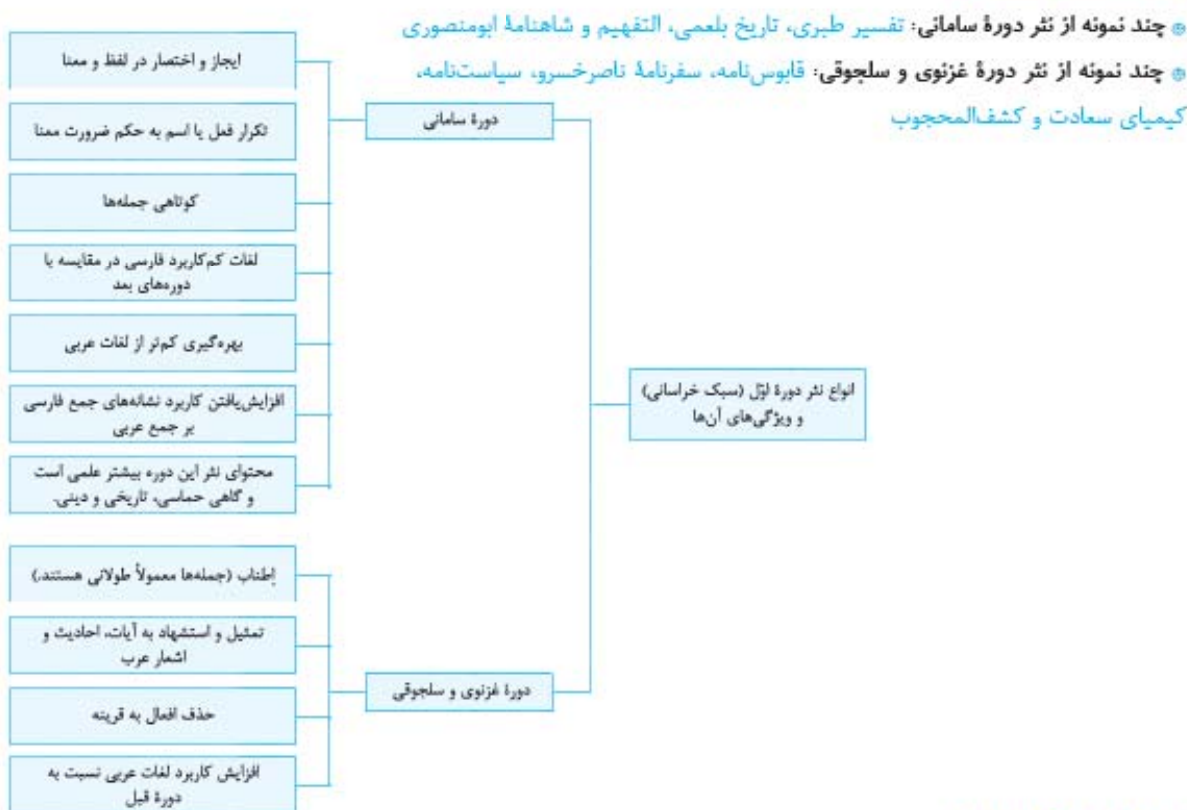 چند نمونه از نثر دورهٔ سامانی: تفسیر طبری، تاریخ بلعمی، التفهیم و شاهنامهٔ ابومنصوری
چند نمونه از نثر دورهٔ غزنوی و سلجوقی: قابوس‌نامه، سفرنامهٔ ناصرخسرو، سیاست‌نامه،
کیمیای سعادت و کشف‌المحجوب
انواع نثر دورهٔ اوّل (سبک خراسانی)
و ویژگی‌های آن‌ها
دورهٔ سامانی
ایجاز و اختصار در لفظ و معنا
تکرار فعل یا اسم به حکم ضرورت معنا
کوتاهی جمله‌ها
لغات کم‌کاربرد فارسی در مقایسه با
دوره‌های بعد
بهره‌گیری کم‌تر از لغات عربی
افزایش‌یافتن کاربرد نشانه‌های جمع فارسی
بر جمع عربی
محتوای نثر این دوره بیشتر علمی است
و گاهی حماسی، تاریخی و دینی.
دورهٔ غزنوی و سلجوقی
إطناب (جمله‌ها معمولاً طولانی هستند.)
تمثیل و استشهاد به آیات، احادیث و
اشعار عرب
حذف افعال به قرینه
افزایش کاربرد لغات عربی نسبت به
دورهٔ قبل